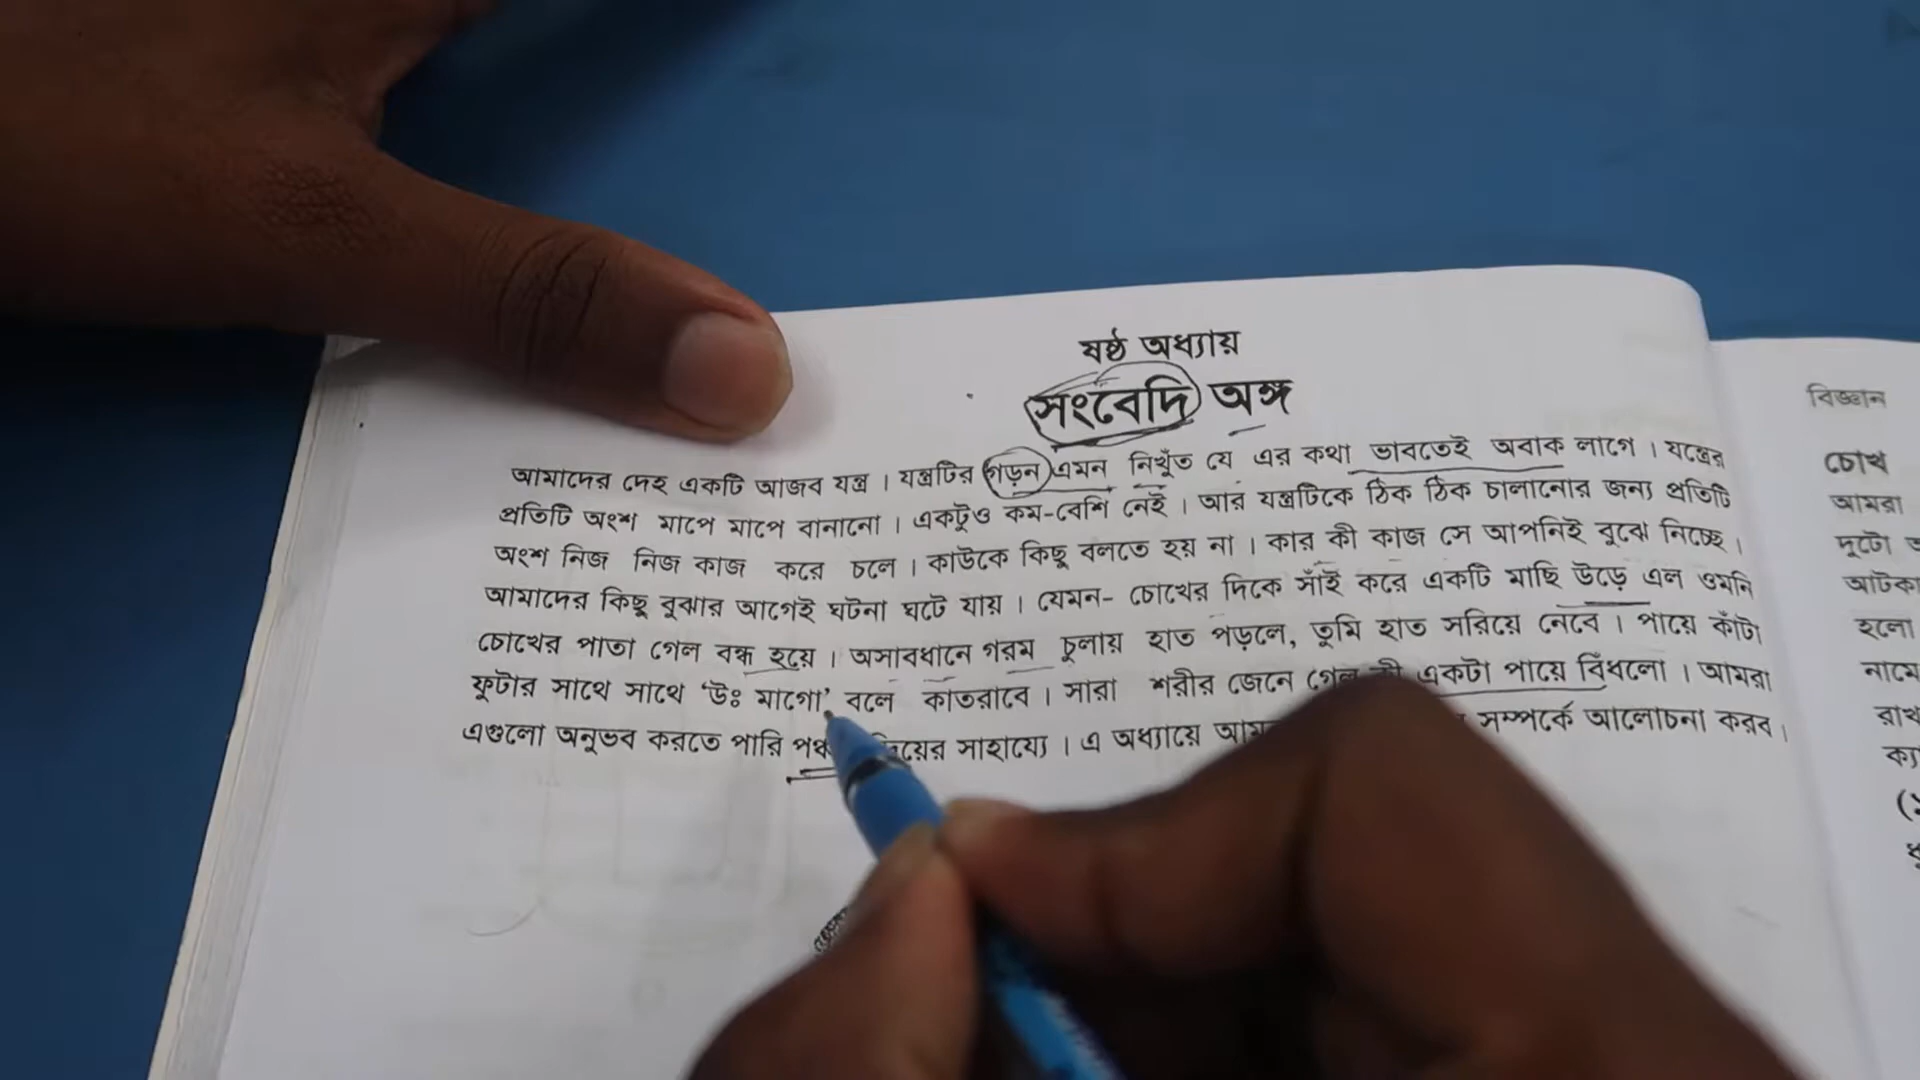 ষষ্ঠ অধ্যায়
সংবেদি অঙ্গ
আমাদের দেহ একটি আজব যন্ত্র । যন্ত্রটির গড়ন এমন নিখুঁত যে এর কথা ভাবতেই অবাক লাগে । যন্ত্রের
প্রতিটি অংশ মাপে মাপে বানানো । একটুও কম-বেশি নেই । আর যন্ত্রটিকে ঠিক ঠিক চালানোর জন্য প্রতিটি
অংশ নিজ নিজ কাজ করে চলে । কাউকে কিছু বলতে হয় না । কার কী কাজ সে আপনিই বুঝে নিচ্ছে ।
আমাদের কিছু বুঝার আগেই ঘটনা ঘটে যায় । যেমন- চোখের দিকে সাঁই করে একটি মাছি উড়ে এল ওমনি
চোখের পাতা গেল বন্ধ হয়ে । অসাবধানে গরম চুলায় হাত পড়লে, তুমি হাত সরিয়ে নেবে । পায়ে কাঁটা
ফুটার সাথে সাথে ‘উঃ মাগো’ বলে কাতরাবে । সারা শরীর জেনে গেল কী একটা পায়ে বিঁধলো । আমরা
এগুলো অনুভব করতে পারি সাহায্যে । এ অধ্যায়ে সম্পর্কে আলোচনা করব ।
বিজ্ঞান
চোখ
আমরা
দুটো
হলো